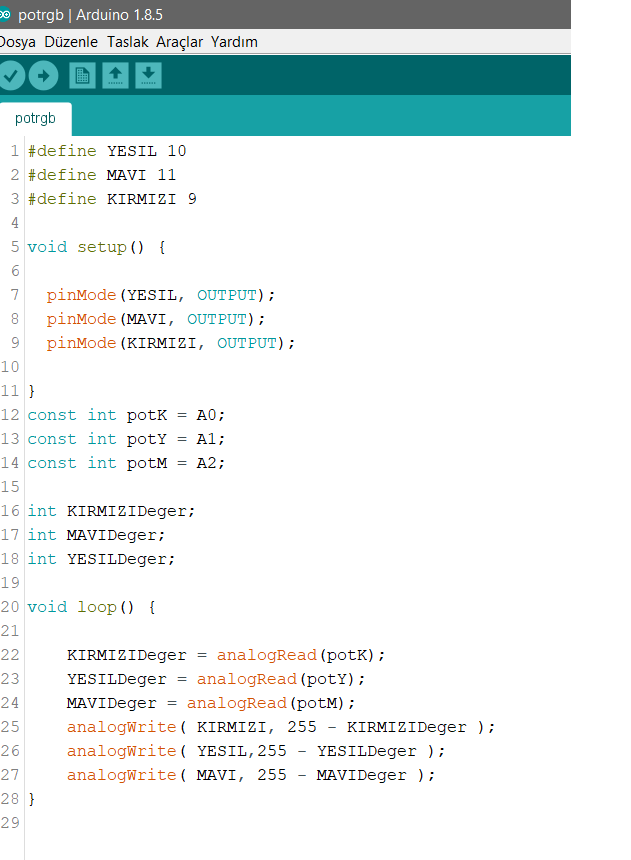 potrgb | Arduino 1.8.5
Dosya Düzenle Taslak Araçlar Yardım
potrgb
1 #define YESIL 10
2 #define MAVI 11
3 #define KIRMIZI 9
4
5 void setup() {
6
7 pinMode(YESIL, OUTPUT);
8 pinMode(MAVI, OUTPUT);
9 pinMode(KIRMIZI, OUTPUT);
10
11 }
12 const int potK = A0;
13 const int potY = A1;
14 const int potM = A2;
15
16 int KIRMIZIDeger;
17 int MAVIDeger;
18 int YESILDeger;
19
20 void loop() {
21
22 KIRMIZIDeger = analogRead(potK);
23 YESILDeger = analogRead(potY);
24 MAVIDeger = analogRead(potM);
25 analogWrite( KIRMIZI, 255 - KIRMIZIDeger );
26 analogWrite( YESIL,255 - YESILDeger );
27 analogWrite( MAVI, 255 - MAVIDeger );
28 }
29